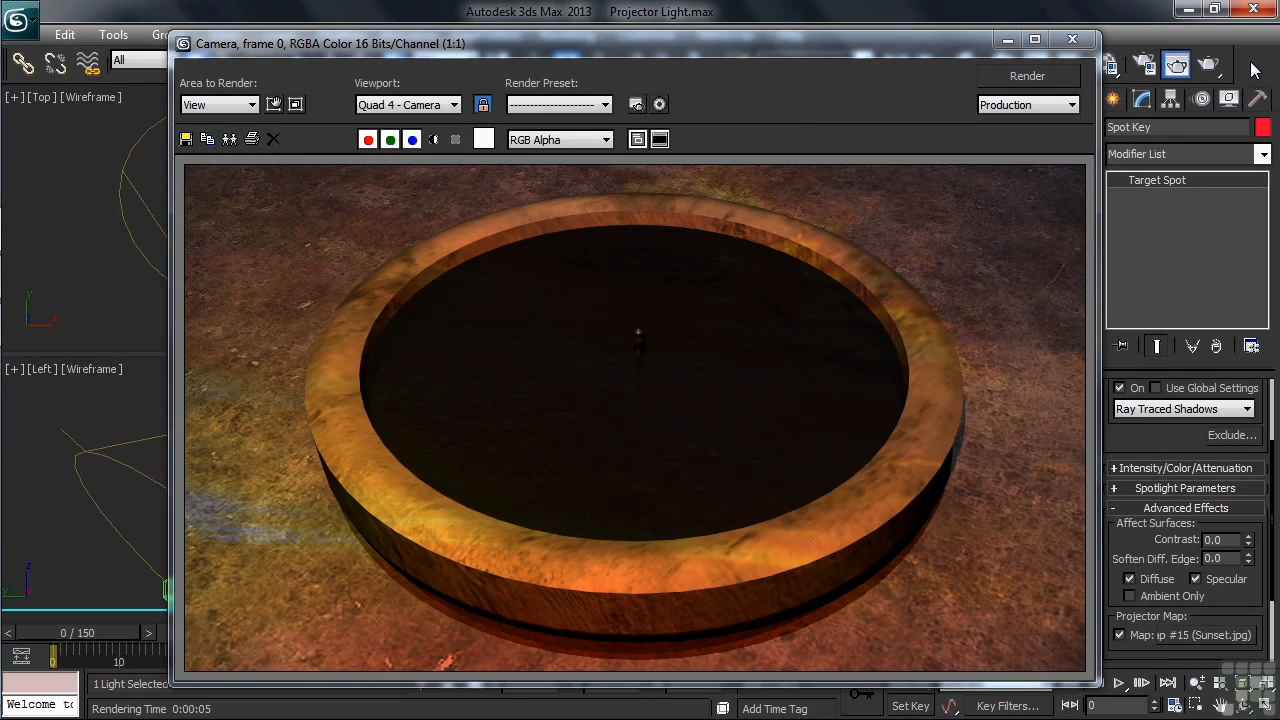 Autodesk 3ds Max 2013 Projector Light.max
Edit Tools
All
[+] [Top] [Wireframe]
[+] [Left] [Wireframe]
Camera, frame 0, RGBA Color 16 Bits/Channel (1:1)
Area to Render:
View
Viewport:
Quad 4 - Camera
Render Preset:
Render
Production
RGB Alpha
Spot Key
Modifier List
Target Spot
On Use Global Settings
Ray Traced Shadows
Exclude...
+ Intensity/Color/Attenuation
+ Spotlight Parameters
- Advanced Effects
Affect Surfaces:
Contrast: 0.0
Soften Diff. Edge: 0.0
Diffuse Specular
Ambient Only
Projector Map:
Map: ıp #15 (Sunset.jpg)
< 0 / 150 >
0 10
1 Light Selected
Welcome to
Rendering Time 0:00:05
Add Time Tag
Set Key
Key Filters...
0